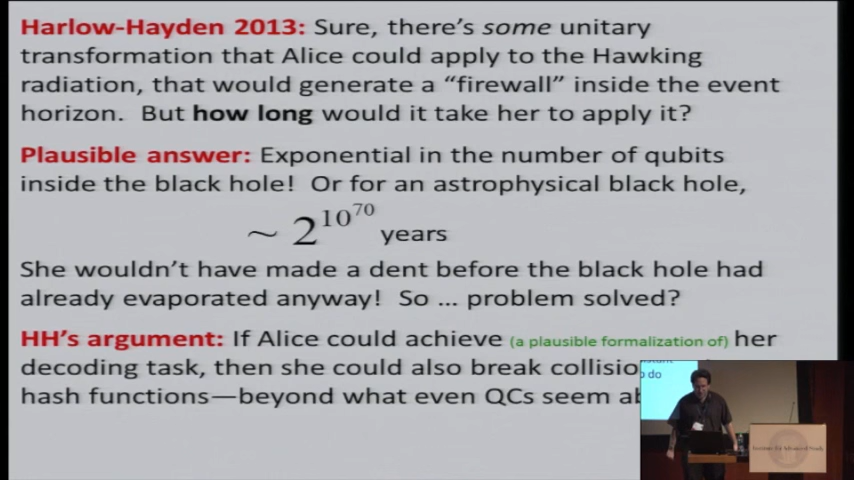 Harlow-Hayden 2013: Sure, there's some unitary
transformation that Alice could apply to the Hawking
radiation, that would generate a "firewall" inside the event
horizon. But how long would it take her to apply it?
Plausible answer: Exponential in the number of qubits
inside the black hole! Or for an astrophysical black hole,
~ 2^10^70 years
She wouldn't have made a dent before the black hole had
already evaporated anyway! So … problem solved?
HH's argument: If Alice could achieve (a plausible formalization of) her
decoding task, then she could also break
hash functions—beyond what even QCs seem
do
Institute for Advanced Study